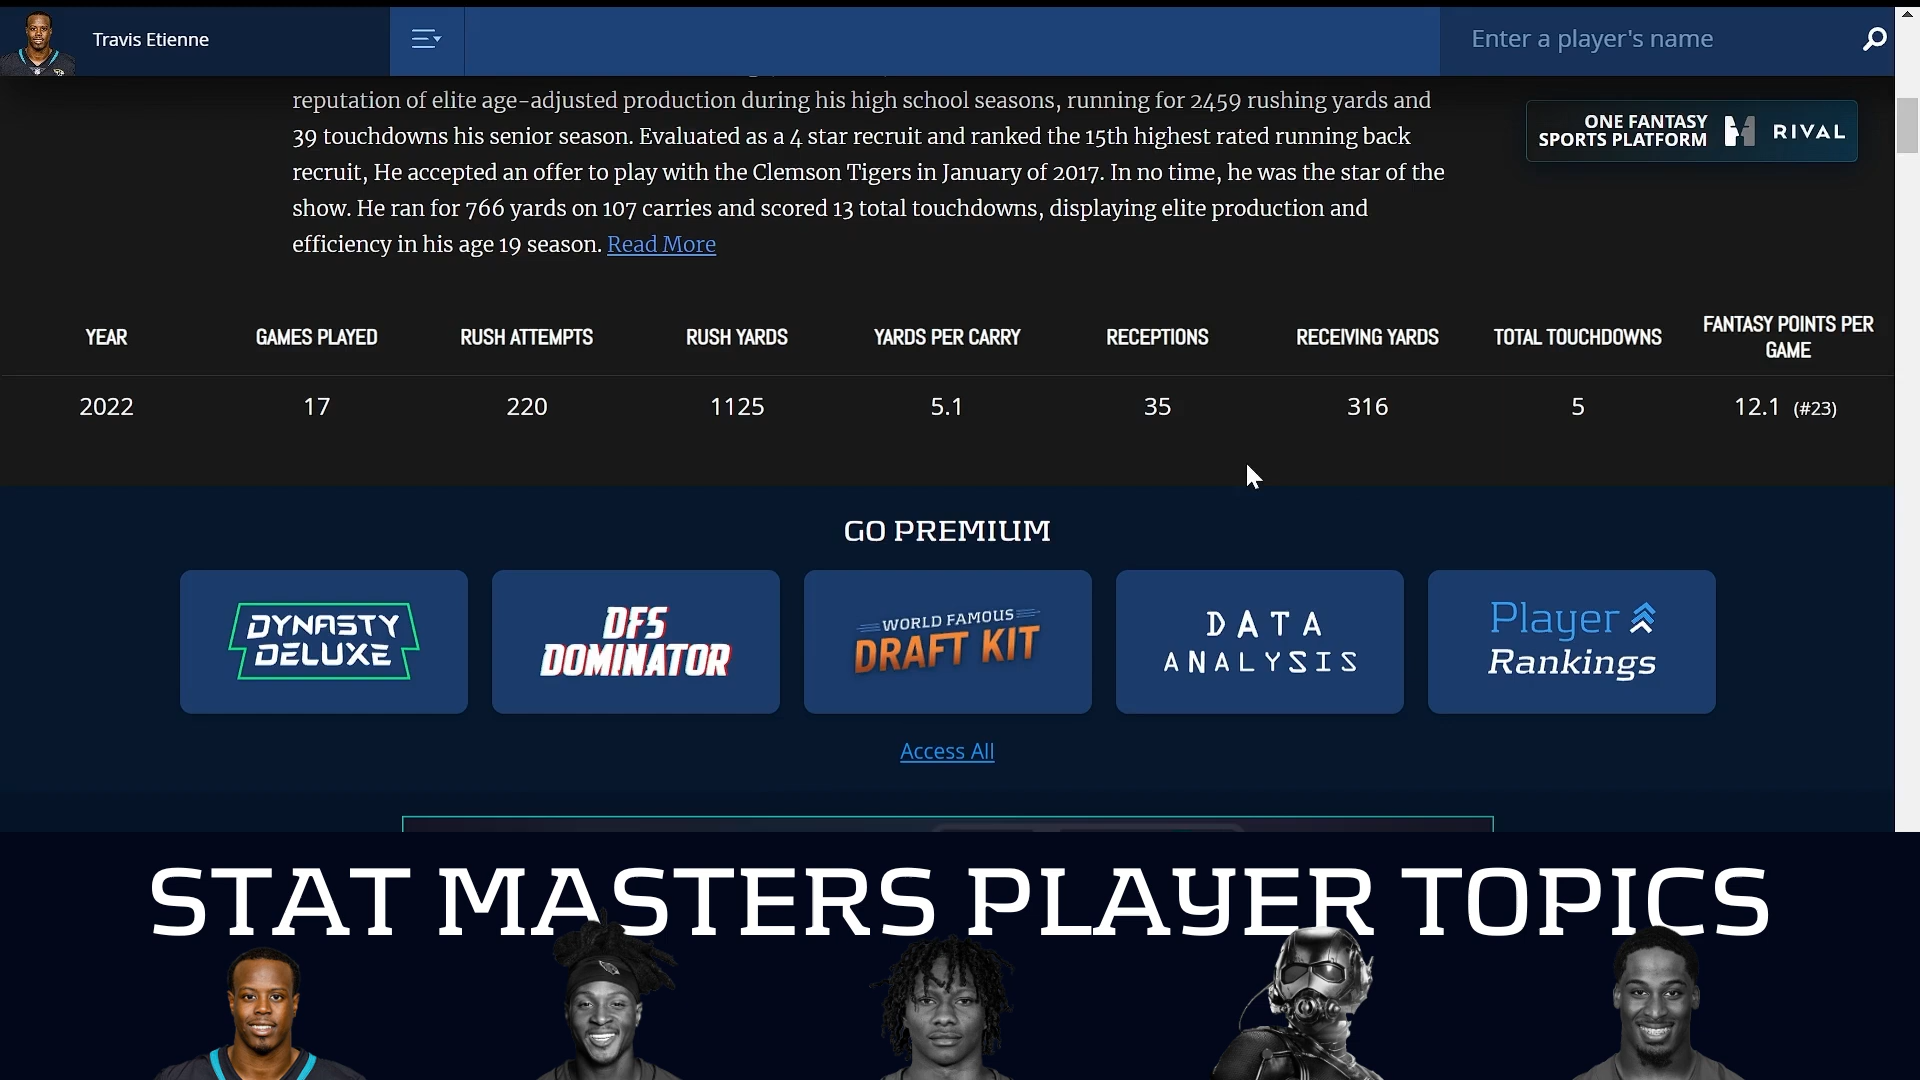 Travis Etienne
Enter a player's name
reputation of elite age-adjusted production during his high school seasons, running for 2459 rushing yards and
39 touchdowns his senior season. Evaluated as a 4 star recruit and ranked the 15th highest rated running back
recruit, He accepted an offer to play with the Clemson Tigers in January of 2017. In no time, he was the star of the
show. He ran for 766 yards on 107 carries and scored 13 total touchdowns, displaying elite production and
efficiency in his age 19 season. Read More
ONE FANTASY
SPORTS PLATFORM
RIVAL
YEAR GAMES PLAYED RUSH ATTEMPTS RUSH YARDS YARDS PER CARRY RECEPTIONS RECEIVING YARDS TOTAL TOUCHDOWNS FANTASY POINTS PER
GAME
2022 17 220 1125 5.1 35 316 5 12.1 (#23)
GO PREMIUM
DYNASTY
DELUXE
DFS
DOMINATOR
WORLD FAMOUS
DRAFT KIT
DATA
ANALYSIS
Player
Rankings
Access All
STAT MASTERS PLAYER TOPICS